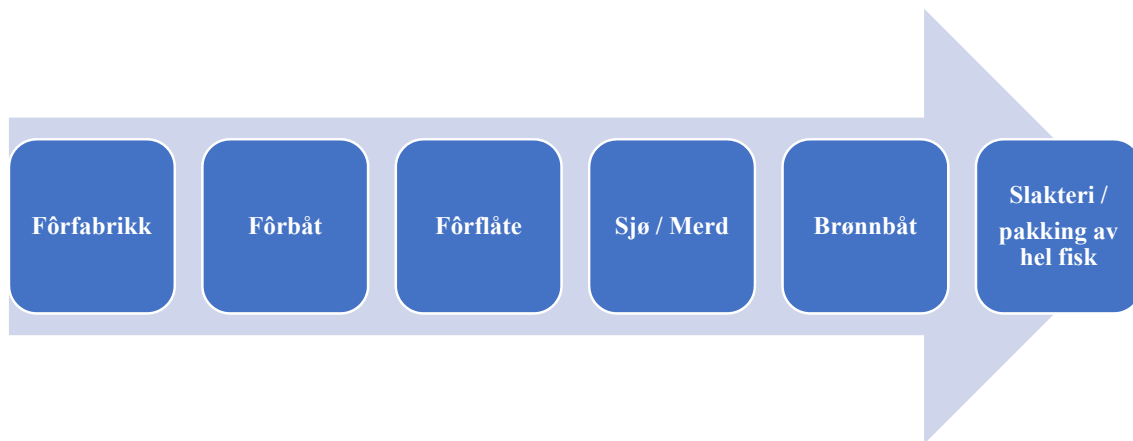 Fôrfabrikk
Fôrbåt
Fôrflåte
Sjø / Merd
Brønnbåt
Slakteri /
pakking av
hel fisk